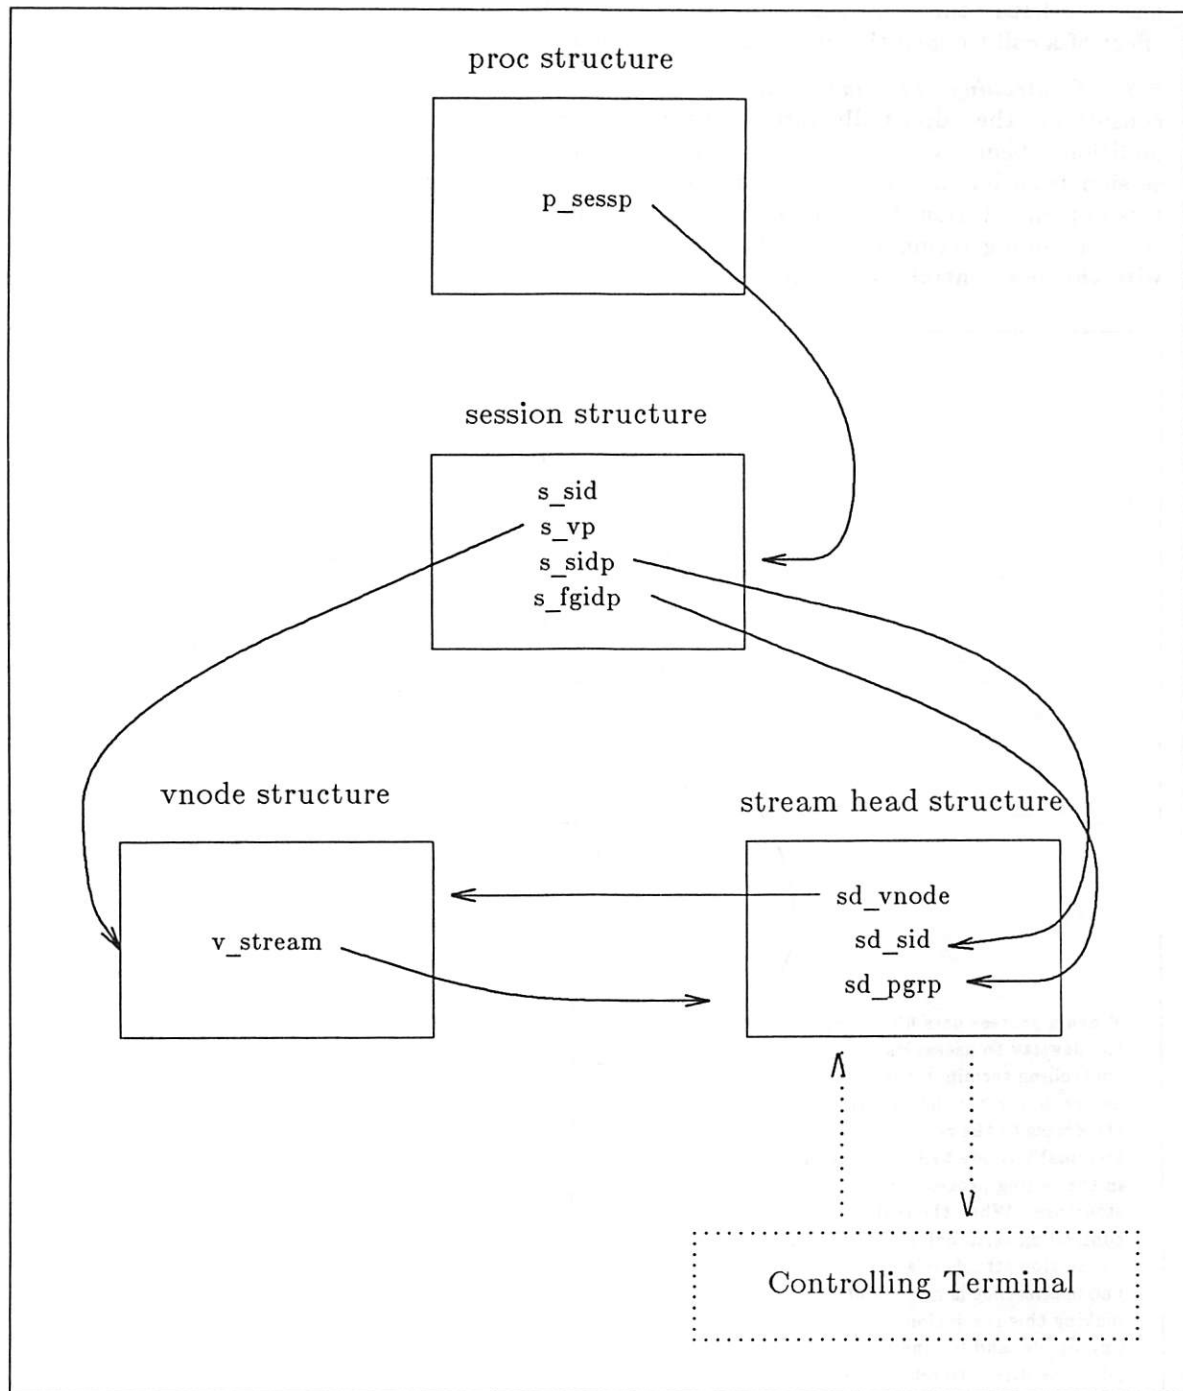 proc structure
p_sessp
session structure
s_sid
s_vp
s_sidp
s_fgidp
vnode structure
stream head structure
v_stream
sd_vnode
sd_sid
sd_pgrp
Controlling Terminal